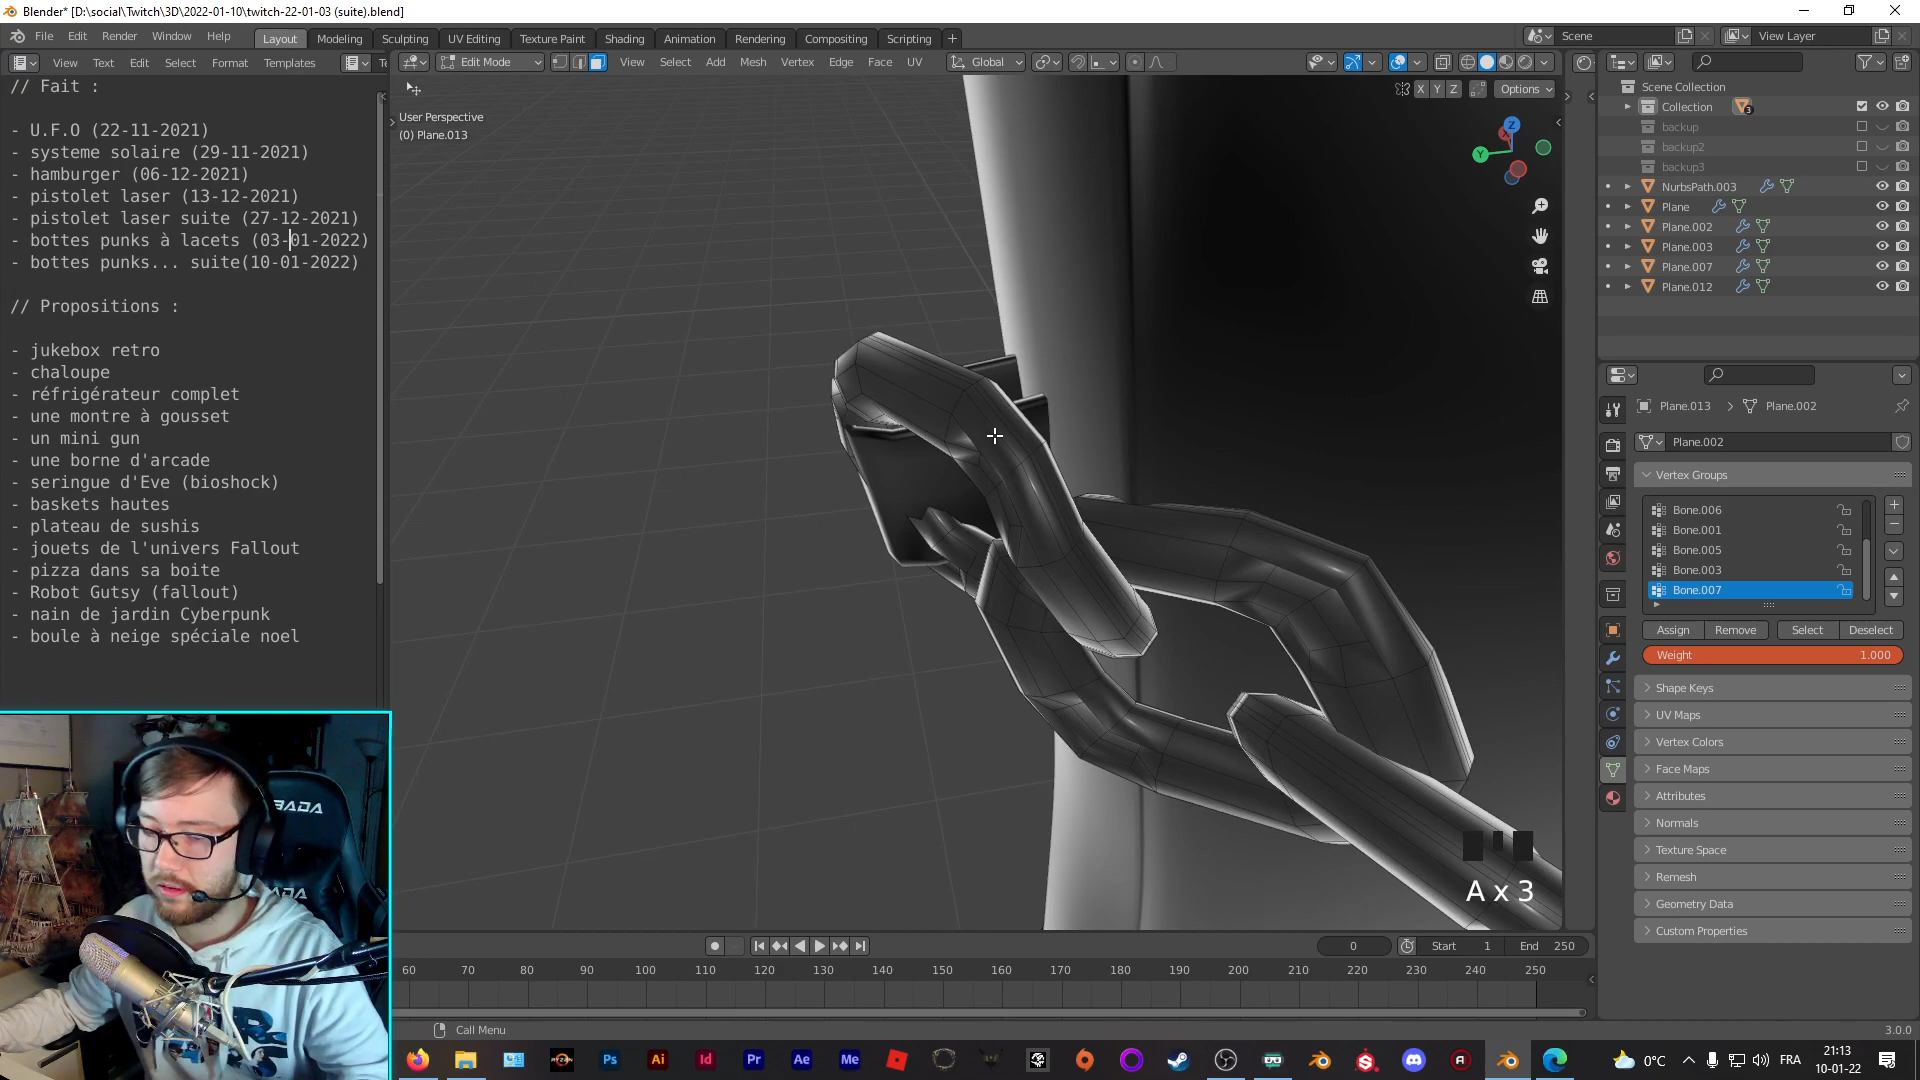 Blender* [D:\social\Twitch\3D\2022-01-10\twitch-22-01-03 (suite).blend]
File Edit Render Window Help Layout Modeling Sculpting UV Editing Texture Paint Shading Animation Rendering Compositing Scripting + Scene View Layer
View Text Edit Select Format Templates Edit Mode View Select Add Mesh Vertex Edge Face UV Global
X Y Z Options
User Perspective
(0) Plane.013
// Fait :
- U.F.O (22-11-2021)
- systeme solaire (29-11-2021)
- hamburger (06-12-2021)
- pistolet laser (13-12-2021)
- pistolet laser suite (27-12-2021)
- bottes punks à lacets (03-01-2022)
- bottes punks... suite(10-01-2022)
// Propositions :
- jukebox retro
- chaloupe
- réfrigérateur complet
- une montre à gousset
- un mini gun
- une borne d'arcade
- seringue d'Eve (bioshock)
- baskets hautes
- plateau de sushis
- jouets de l'univers Fallout
- pizza dans sa boite
- Robot Gutsy (fallout)
- nain de jardin Cyberpunk
- boule à neige spéciale noel
Z
Y
X
Scene Collection
Collection 3
backup
backup2
backup3
NurbsPath.003
Plane
Plane.002
Plane.003
Plane.007
Plane.012
Plane.013 > Plane.002
Plane.002
Vertex Groups
Bone.006
Bone.001
Bone.005
Bone.003
Bone.007
Assign Remove Select Deselect
Weight 1.000
Shape Keys
UV Maps
Vertex Colors
Face Maps
Attributes
Normals
Texture Space
Remesh
Geometry Data
Custom Properties
A x 3
0 Start 1 End 250
60 70 80 90 100 110 120 130 140 150 160 170 180 190 200 210 220 230 240 250
Call Menu
3.0.0
RYZEN Ps Ai Id Pr Ae Me
0°C FRA 21:13
10-01-22